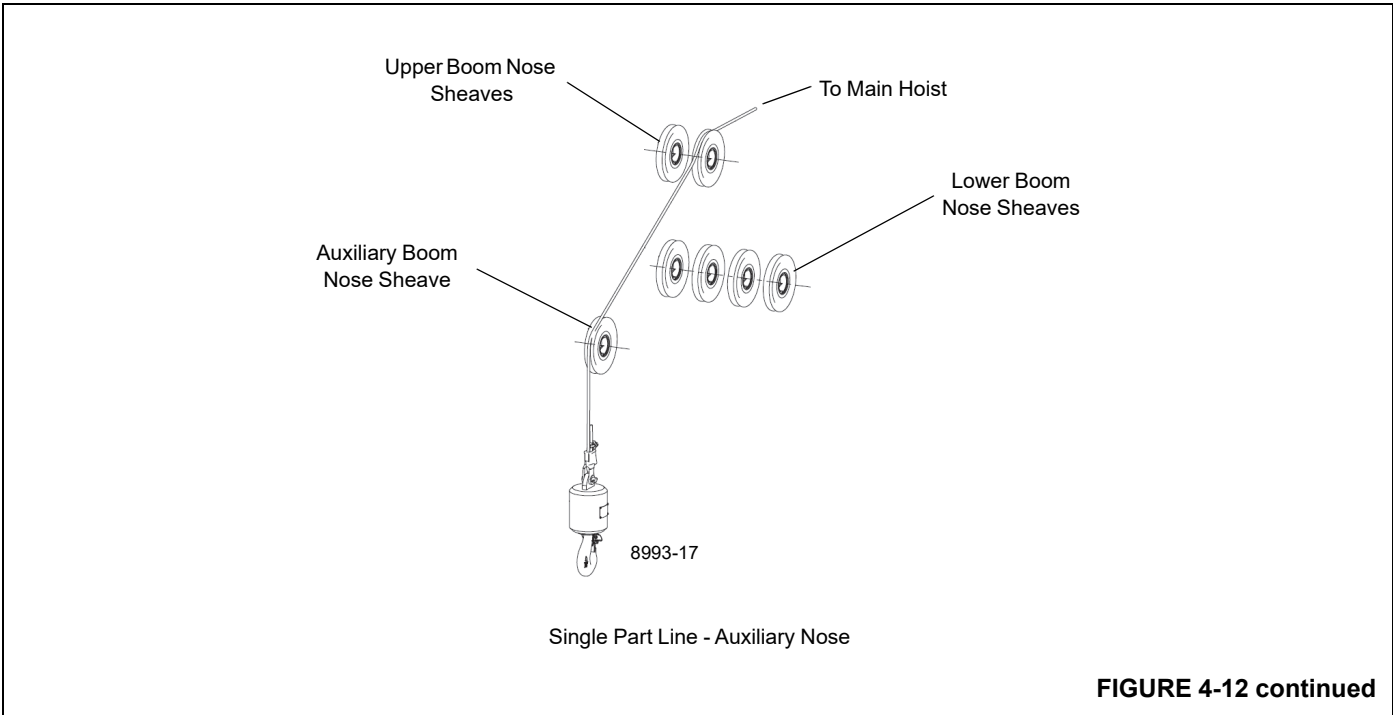 Upper Boom Nose
Sheaves
To Main Hoist
Lower Boom
Nose Sheaves
Auxiliary Boom
Nose Sheave
8993-17
Single Part Line - Auxiliary Nose
FIGURE 4-12 continued